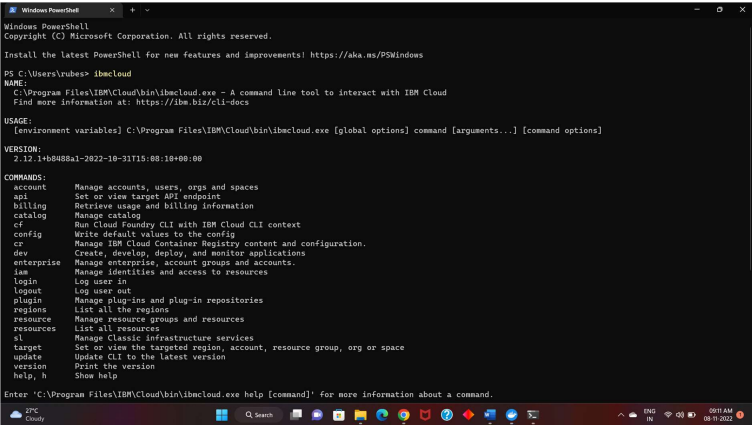 Windows PowerShell
Windows PowerShell
Copyright (C) Microsoft Corporation. All rights reserved.
Install the latest PowerShell for new features and improvements! https://aka.ms/PSWindows
PS C:\Users\rubes> ibmcloud
NAME:
C:\Program Files\IBM\Cloud\bin\ibmcloud.exe - A command line tool to interact with IBM Cloud
Find more information at: https://ibm.biz/cli-docs
USAGE:
[environment variables] C:\Program Files\IBM\Cloud\bin\ibmcloud.exe [global options] command [arguments...] [command options]
VERSION:
2.12.1+b8488a1-2022-10-31T15:08:10+00:00
COMMANDS:
account Manage accounts, users, orgs and spaces
api Set or view target API endpoint
billing Retrieve usage and billing information
catalog Manage catalog
cf Run Cloud Foundry CLI with IBM Cloud CLI context
config Write default values to the config
cr Manage IBM Cloud Container Registry content and configuration.
dev Create, develop, deploy, and monitor applications
enterprise Manage enterprise, account groups and accounts.
iam Manage identities and access to resources
login Log user in
logout Log user out
plugin Manage plug-ins and plug-in repositories
regions List all the regions
resource Manage resource groups and resources
resources List all resources
sl Manage Classic infrastructure services
target Set or view the targeted region, account, resource group, org or space
update Update CLI to the latest version
version Print the version
help, h Show help
Enter 'C:\Program Files\IBM\Cloud\bin\ibmcloud.exe help [command]' for more information about a command.
27°C
Cloudy
Search
ENG
IN
09:11 AM
08-11-2022